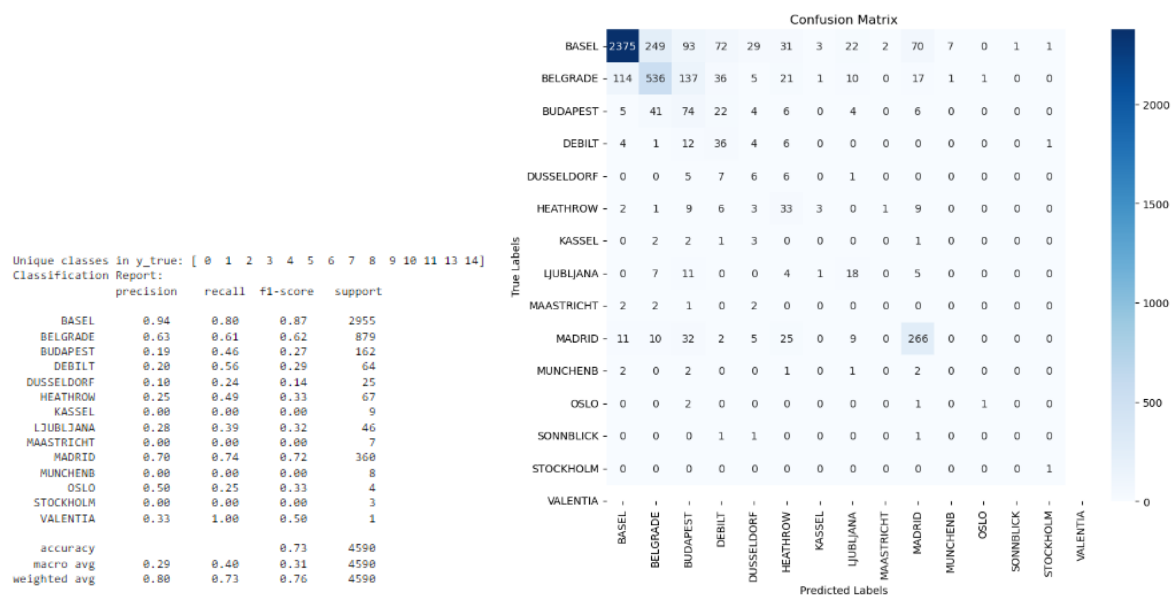 Unique classes in y_true: [ 0 1 2 3 4 5 6 7 8 9 10 11 13 14]
Classification Report:
precision recall f1-score support
BASEL 0.94 0.80 0.87 2955
BELGRADE 0.63 0.61 0.62 879
BUDAPEST 0.19 0.46 0.27 162
DEBILT 0.20 0.56 0.29 64
DUSSELDORF 0.10 0.24 0.14 25
HEATHROW 0.25 0.49 0.33 67
KASSEL 0.00 0.00 0.00 9
LJUBLJANA 0.28 0.39 0.32 46
MAASTRICHT 0.00 0.00 0.00 7
MADRID 0.70 0.74 0.72 360
MUNCHENB 0.00 0.00 0.00 8
OSLO 0.50 0.25 0.33 4
STOCKHOLM 0.00 0.00 0.00 3
VALENTIA 0.33 1.00 0.50 1
accuracy 0.73 4590
macro avg 0.29 0.40 0.31 4590
weighted avg 0.80 0.73 0.76 4590
Confusion Matrix
True Labels
BASEL 2375 249 93 72 29 31 3 22 2 70 7 0 1 1
BELGRADE 114 536 137 36 5 21 1 10 0 17 1 1 0 0
BUDAPEST 5 41 74 22 4 6 0 4 0 6 0 0 0 0
DEBILT 4 1 12 36 4 6 0 0 0 0 0 0 0 1
DUSSELDORF 0 0 5 7 6 6 0 1 0 0 0 0 0 0
HEATHROW 2 1 9 6 3 33 3 0 1 9 0 0 0 0
KASSEL 0 2 2 1 3 0 0 0 0 1 0 0 0 0
LJUBLJANA 0 7 11 0 0 4 1 18 0 5 0 0 0 0
MAASTRICHT 2 2 1 0 2 0 0 0 0 0 0 0 0 0
MADRID 11 10 32 2 5 25 0 9 0 266 0 0 0 0
MUNCHENB 2 0 2 0 0 1 0 1 0 2 0 0 0 0
OSLO 0 0 2 0 0 0 0 0 0 1 0 1 0 0
SONNBLICK 0 0 0 1 1 0 0 0 0 1 0 0 0 0
STOCKHOLM 0 0 0 0 0 0 0 0 0 0 0 0 0 1
VALENTIA
BASEL BELGRADE BUDAPEST DEBILT DUSSELDORF HEATHROW KASSEL LJUBLJANA MAASTRICHT MADRID MUNCHENB OSLO SONNBLICK STOCKHOLM VALENTIA
Predicted Labels
2000
1500
1000
500
0